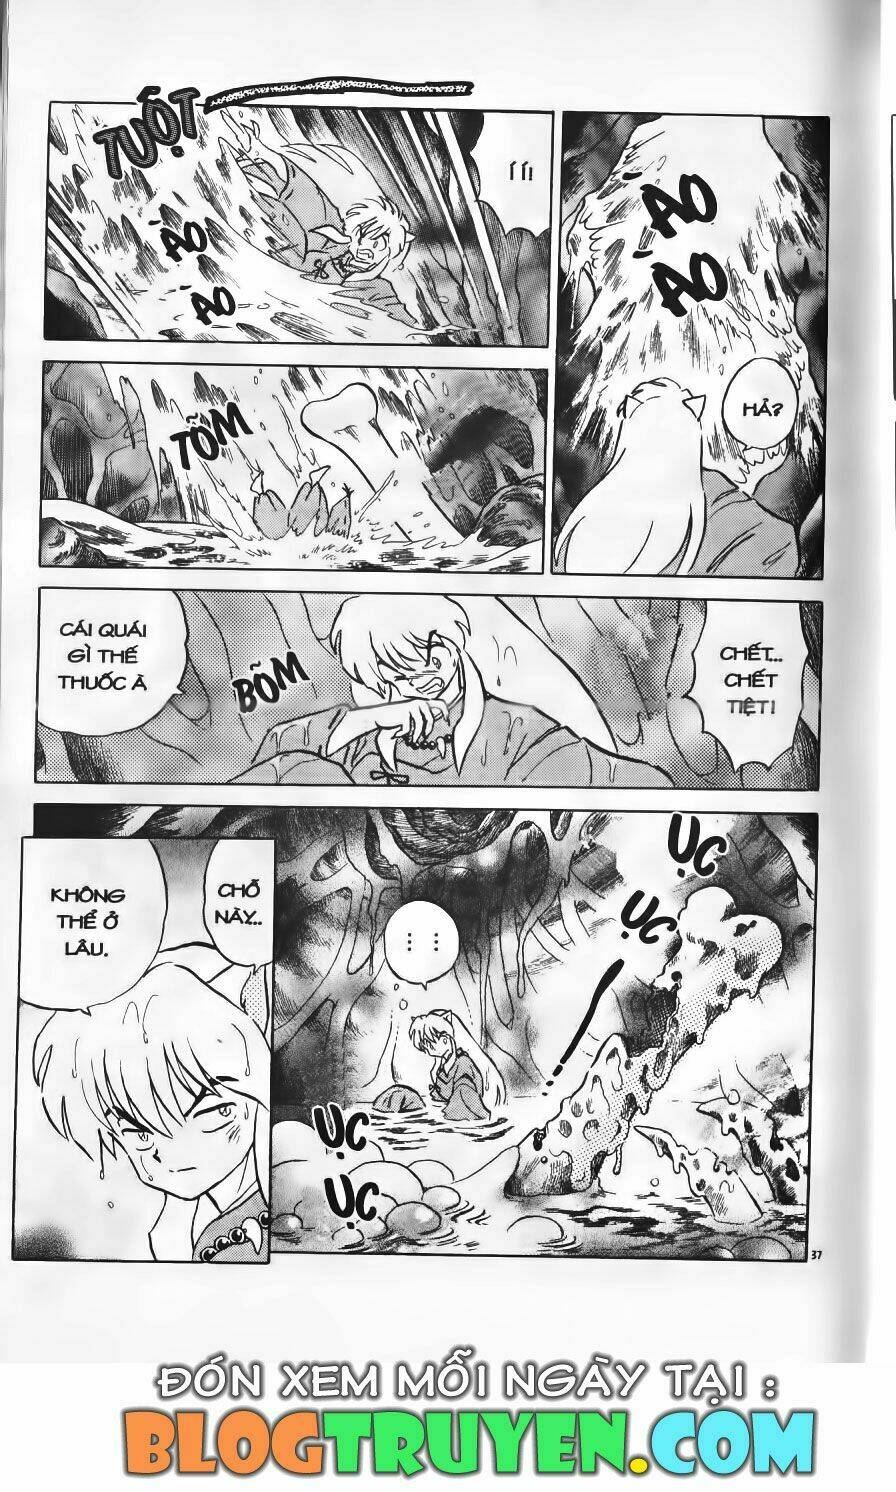 ÀO
ÀO
HẢ?
TUỘT
ÀO
ÀO
ÍÍ!
TÕM
CHẾT...
CHẾT
TIỆT!
BÕM
CÁI QUÁI
GÌ THẾ
THUỐC À
ỤC
ỤC
...
...
ỤC
ỤC
CHỖ
NÀY...
KHÔNG
THỂ Ở
LÂU.
37
ĐÓN XEM MỖI NGÀY TẠI :
BLOGTRUYEN.COM